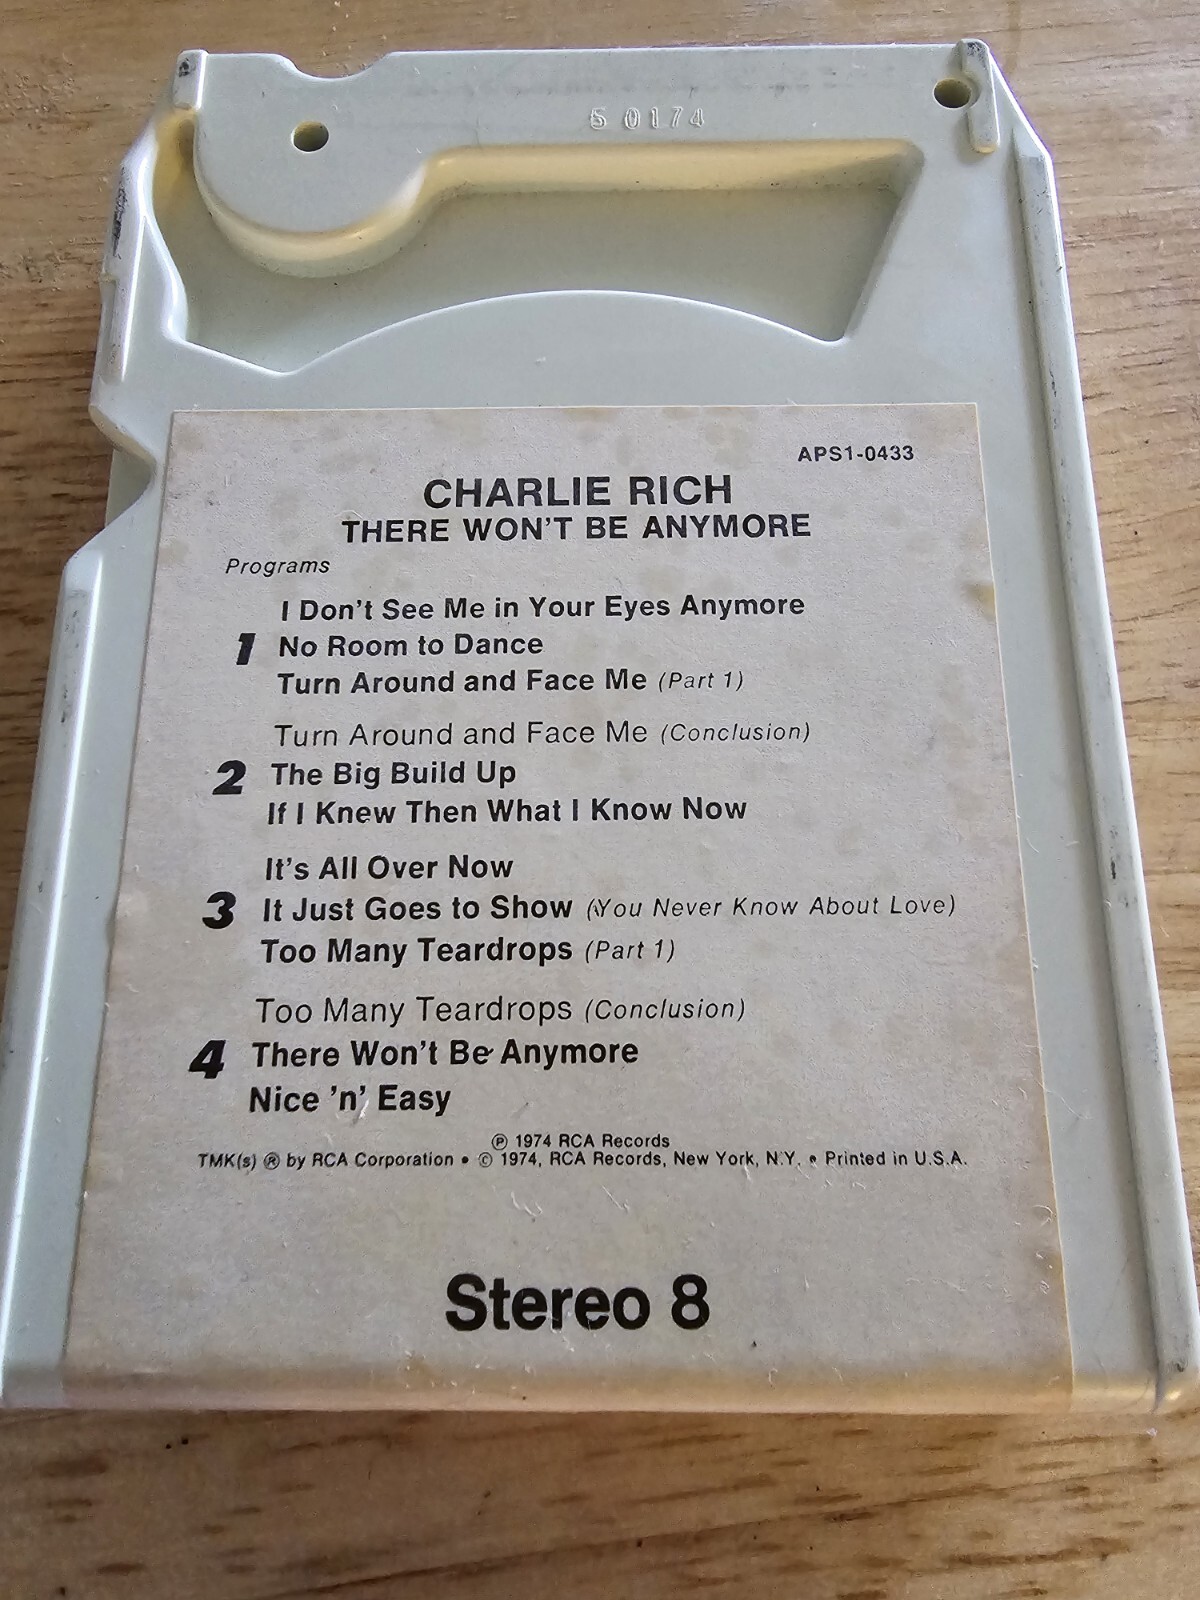 5 0174
APS1-0433
CHARLIE RICH
THERE WON'T BE ANYMORE
Programs
I Don't See Me in Your Eyes Anymore
1 No Room to Dance
Turn Around and Face Me (Part 1)
Turn Around and Face Me (Conclusion)
2 The Big Build Up
If I Knew Then What I Know Now
It's All Over Now
3 It Just Goes to Show (You Never Know About Love)
Too Many Teardrops (Part 1)
Too Many Teardrops (Conclusion)
4 There Won't Be Anymore
Nice 'n' Easy
℗ 1974 RCA Records
TMK(s) ® by RCA Corporation • © 1974, RCA Records, New York, N.Y. • Printed in U.S.A.
Stereo 8